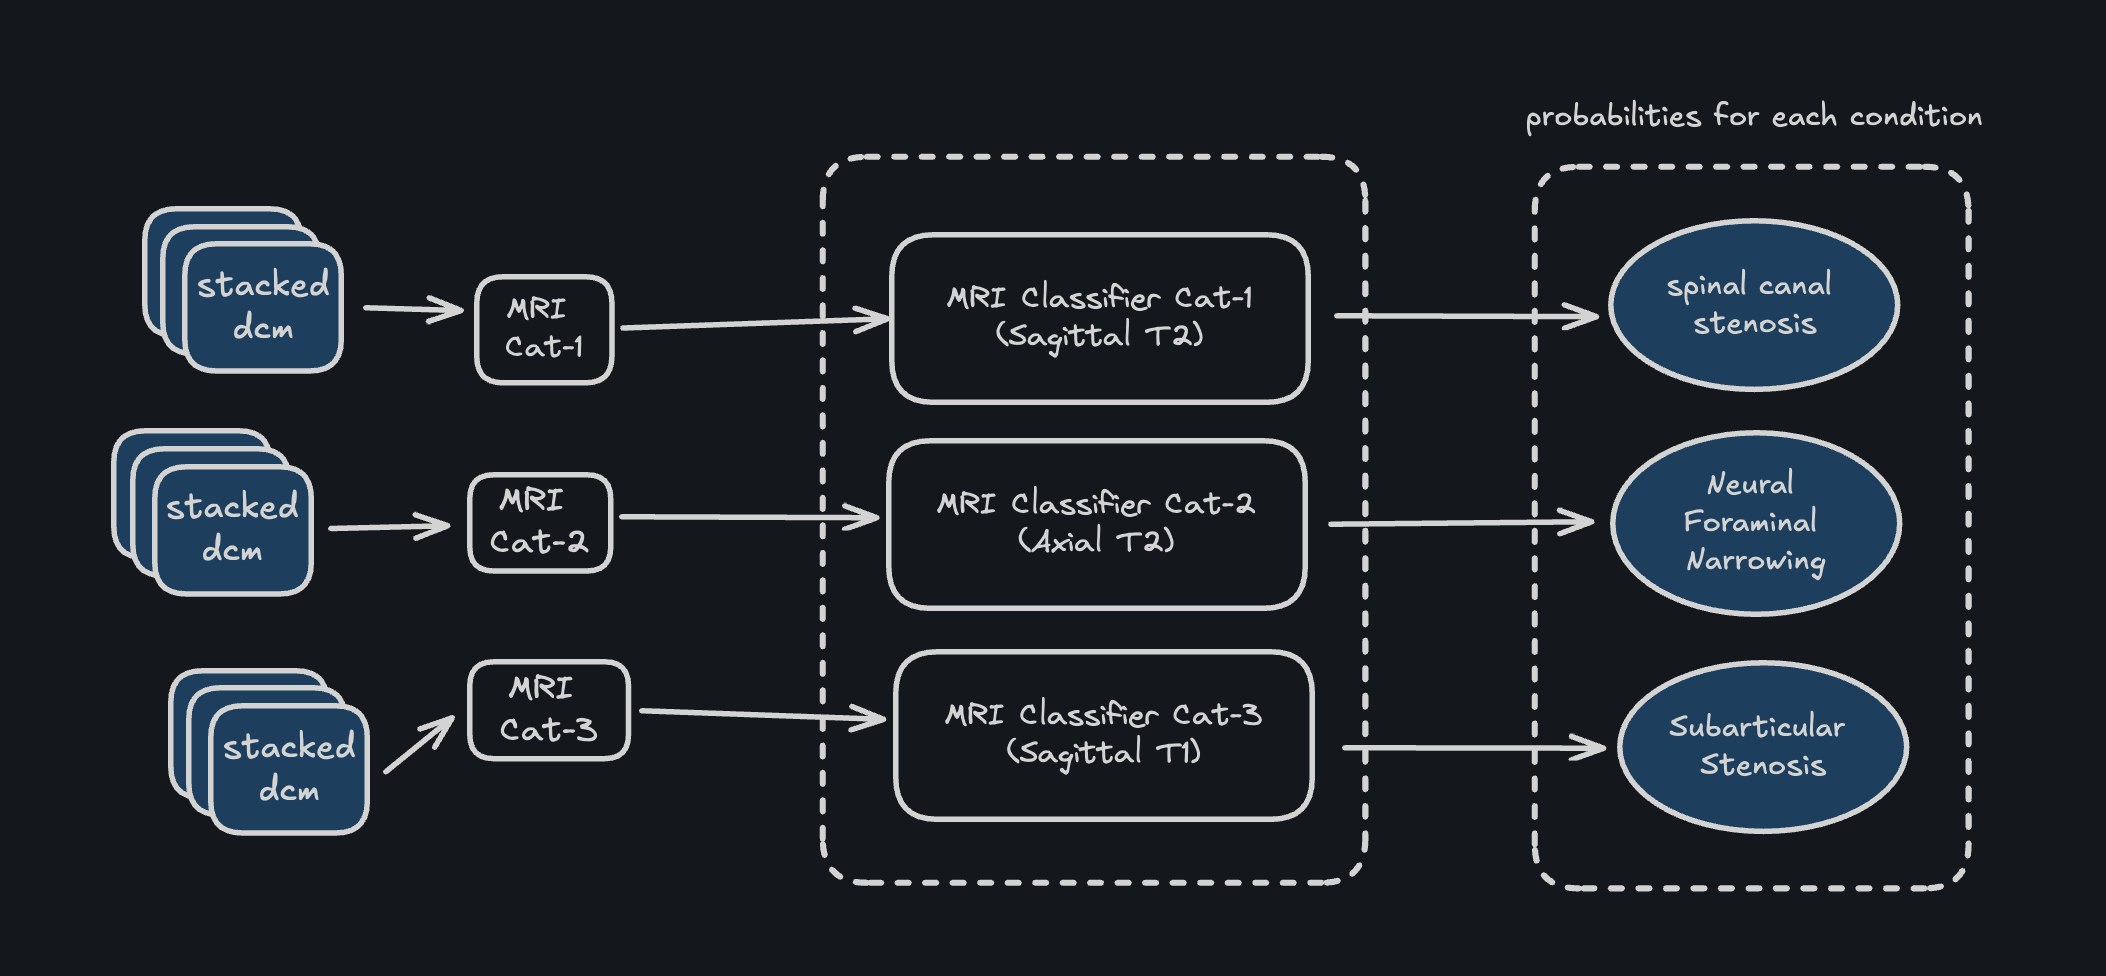 probabilities for each condition
stacked
dcm
MRI
Cat-1
MRI Classifier Cat-1
(Sagittal T2)
spinal canal
stenosis
stacked
dcm
MRI
Cat-2
MRI Classifier Cat-2
(Axial T2)
Neural
Foraminal
Narrowing
stacked
dcm
MRI
Cat-3
MRI Classifier Cat-3
(Sagittal T1)
Subarticular
Stenosis